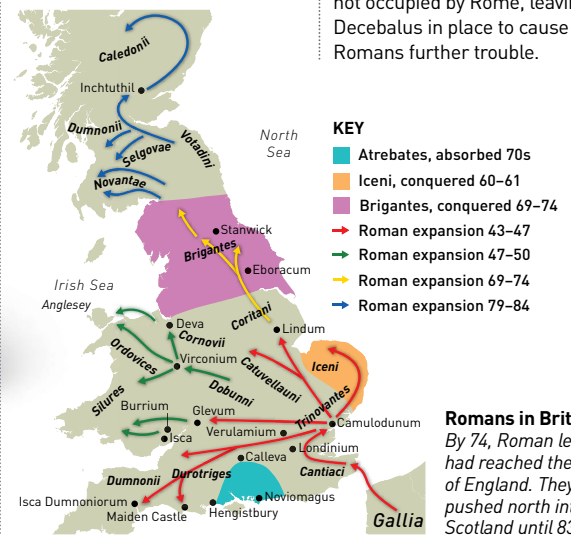 not occupied by Rome, leavin
Decebalus in place to cause
Romans further trouble.
Caledonii
Inchtuthil
Dumnonii
Selgovae
Votadini
Novantae
North
Sea
KEY
Atrebates, absorbed 70s
Iceni, conquered 60–61
Brigantes, conquered 69–74
Roman expansion 43–47
Roman expansion 47–50
Roman expansion 69–74
Roman expansion 79–84
Stanwick
Brigantes
Eboracum
Irish Sea
Anglesey
Deva
Coritani
Lindum
Cornovii
Ordovices
Virconium
Catuvellauni
Iceni
Silures
Dobunni
Trinovantes
Burrium
Glevum
Camulodunum
Verulamium
Isca
Londinium
Calleva
Cantiaci
Dumnonii
Durotriges
Isca Dumnoniorum
Noviomagus
Maiden Castle
Hengistbury
Gallia
Romans in Brit
By 74, Roman le
had reached the
of England. They
pushed north int
Scotland until 83